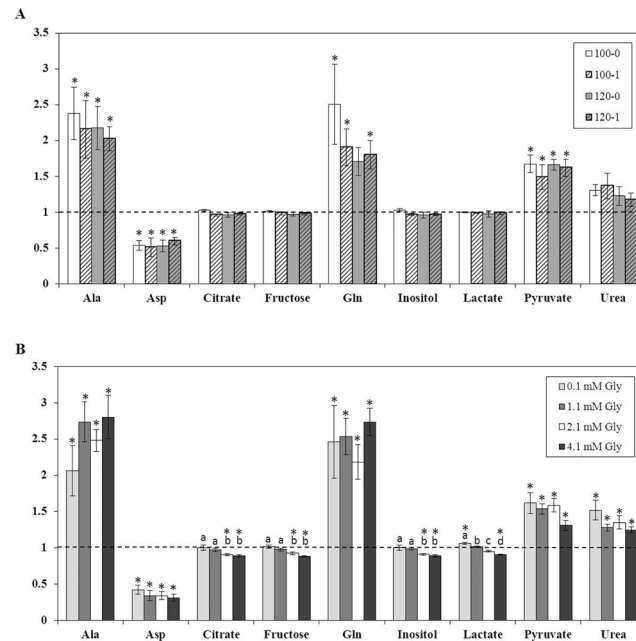 A
3.5
3
2.5
2
1.5
1
0.5
0
* * * *
* * * *
* * *
* * * *
100-0
100-1
120-0
120-1
Ala Asp Citrate Fructose Gln Inositol Lactate Pyruvate Urea
B
3.5
3
2.5
2
1.5
1
0.5
0
* * * *
* * * *
a a *b *b
a a *b *b
* * * *
a a *b *b
*a b c *d
* * * *
* * * *
0.1 mM Gly
1.1 mM Gly
2.1 mM Gly
4.1 mM Gly
Ala Asp Citrate Fructose Gln Inositol Lactate Pyruvate Urea